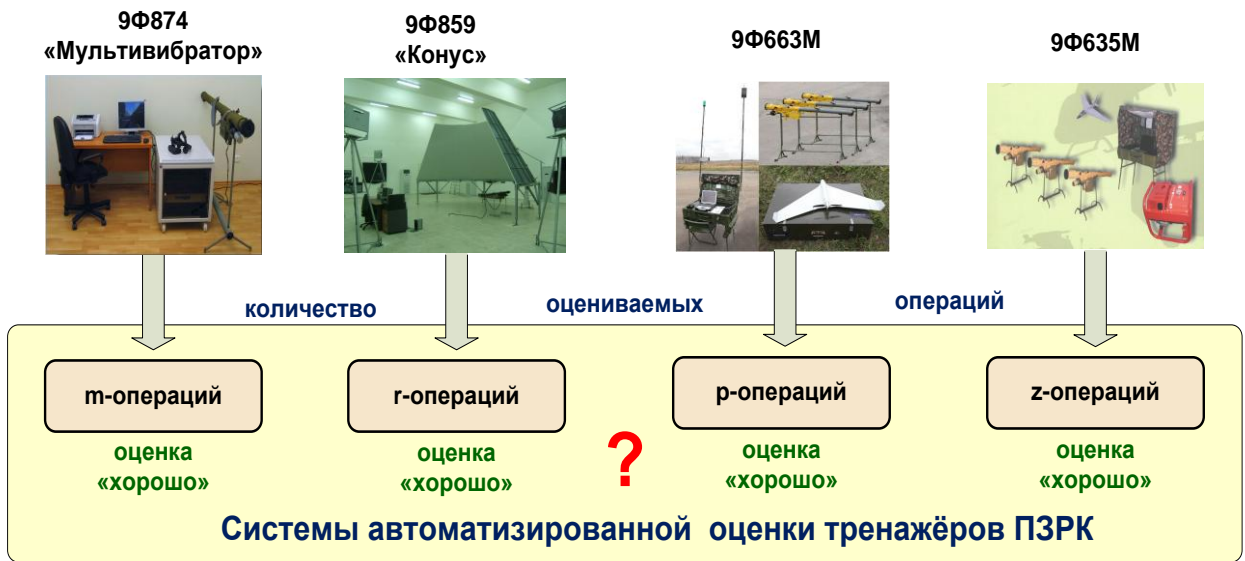 9Ф874
«Мультивибратор»
9Ф859
«Конус»
9Ф663М
9Ф635М
количество
оцениваемых
операций
m-операций
r-операций
p-операций
z-операций
оценка
«хорошо»
оценка
«хорошо»
?
оценка
«хорошо»
оценка
«хорошо»
Системы автоматизированной оценки тренажёров ПЗРК